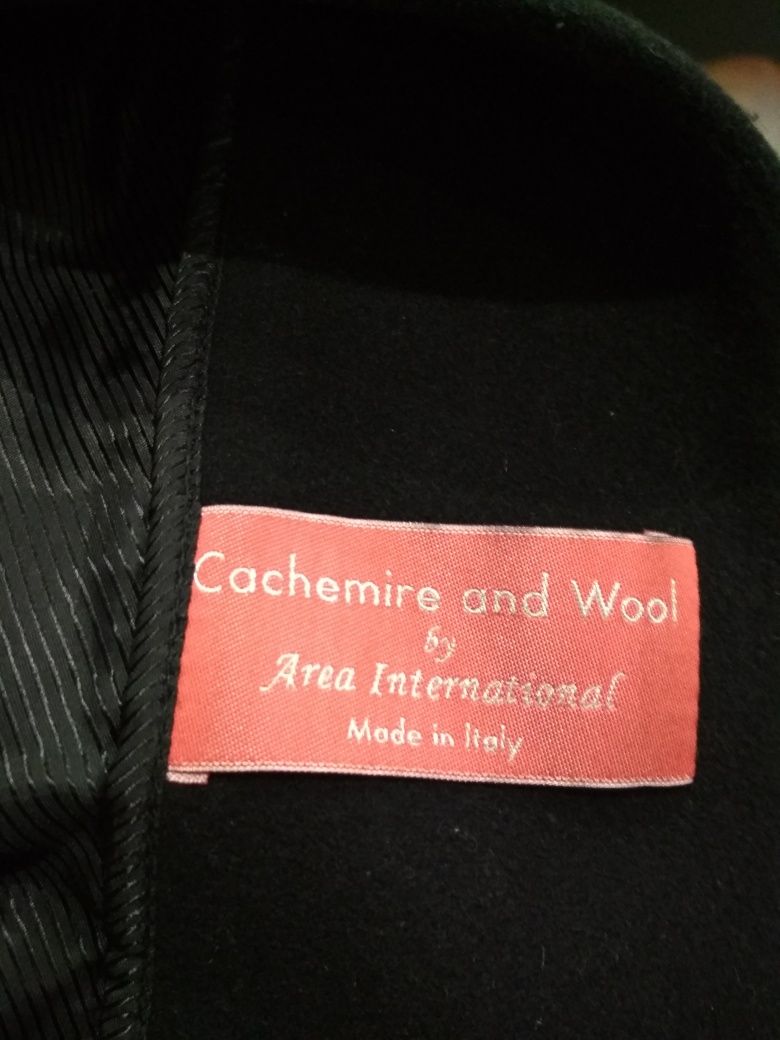 Cachemire and Wool
by
Area International
Made in Italy